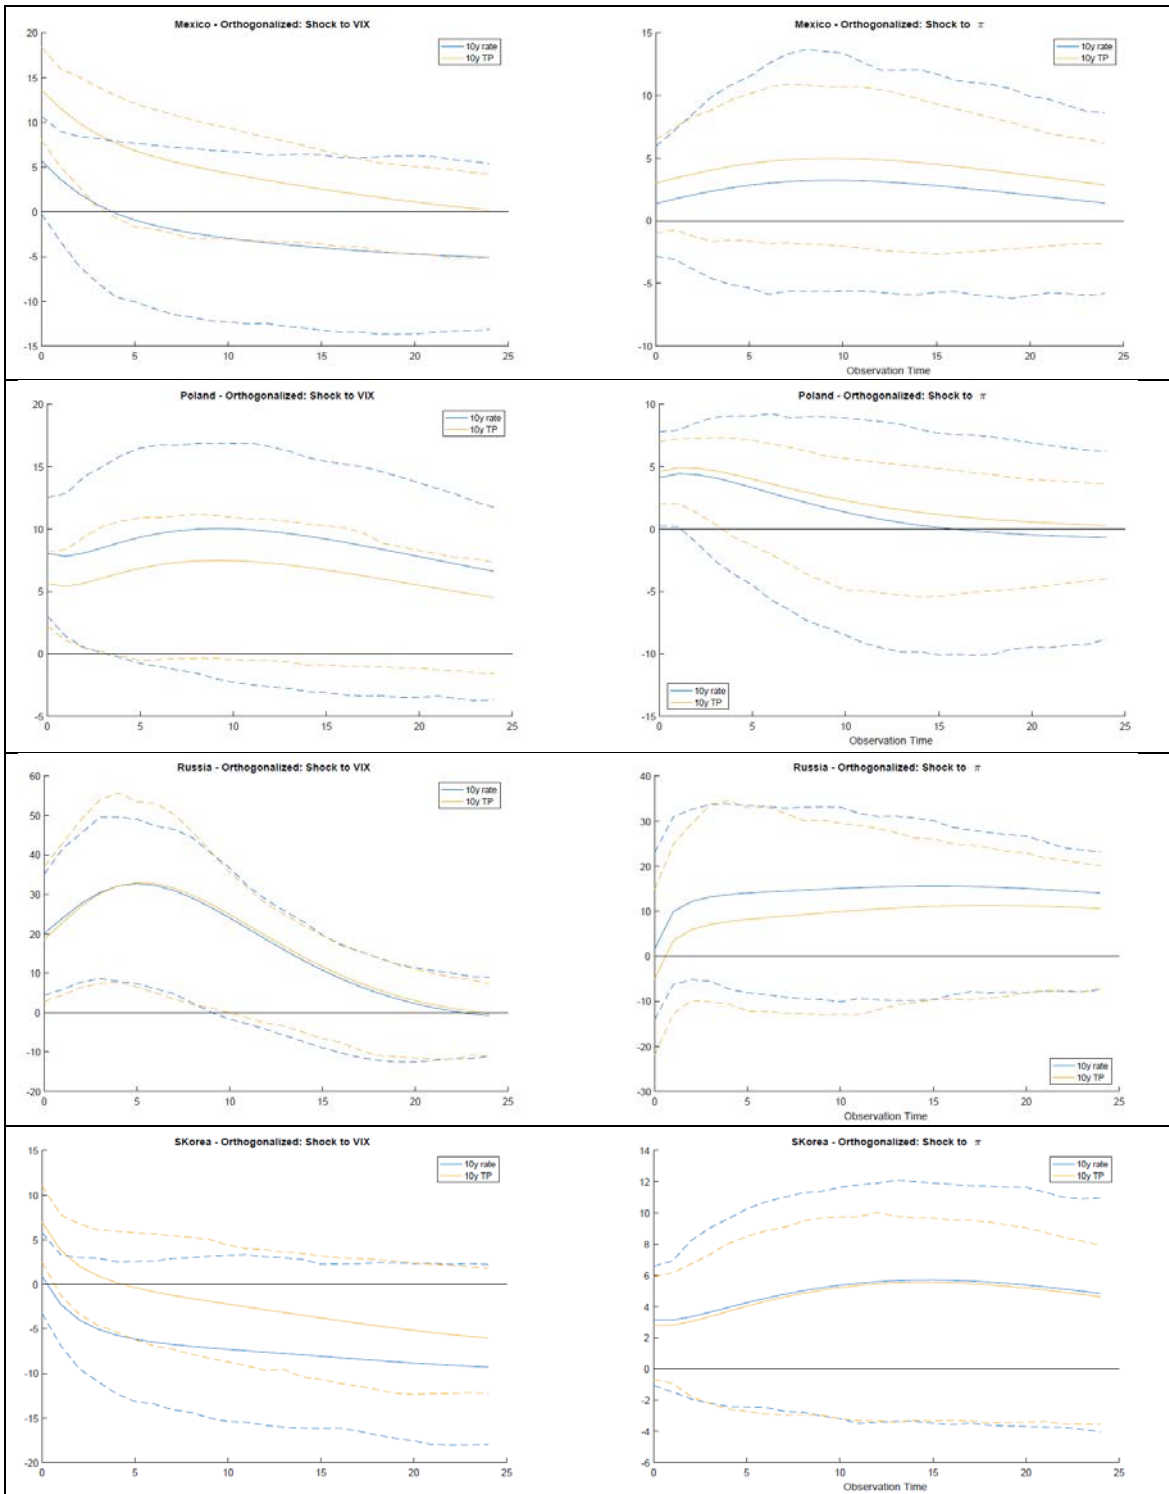 Mexico - Orthogonalized: Shock to VIX
20
15
10
5
0
-5
-10
-15
0 5 10 15 20 25
10y rate
10y TP
Mexico - Orthogonalized: Shock to π
15
10
5
0
-5
-10
0 5 10 15 20 25
Observation Time
10y rate
10y TP
Poland - Orthogonalized: Shock to VIX
20
15
10
5
0
-5
0 5 10 15 20 25
10y rate
10y TP
Poland - Orthogonalized: Shock to π
10
5
0
-5
-10
-15
0 5 10 15 20 25
Observation Time
10y rate
10y TP
Russia - Orthogonalized: Shock to VIX
60
50
40
30
20
10
0
-10
-20
0 5 10 15 20 25
10y rate
10y TP
Russia - Orthogonalized: Shock to π
40
30
20
10
0
-10
-20
-30
0 5 10 15 20 25
Observation Time
10y rate
10y TP
SKorea - Orthogonalized: Shock to VIX
15
10
5
0
-5
-10
-15
-20
0 5 10 15 20 25
10y rate
10y TP
SKorea - Orthogonalized: Shock to π
14
12
10
8
6
4
2
0
-2
-4
-6
0 5 10 15 20 25
Observation Time
10y rate
10y TP